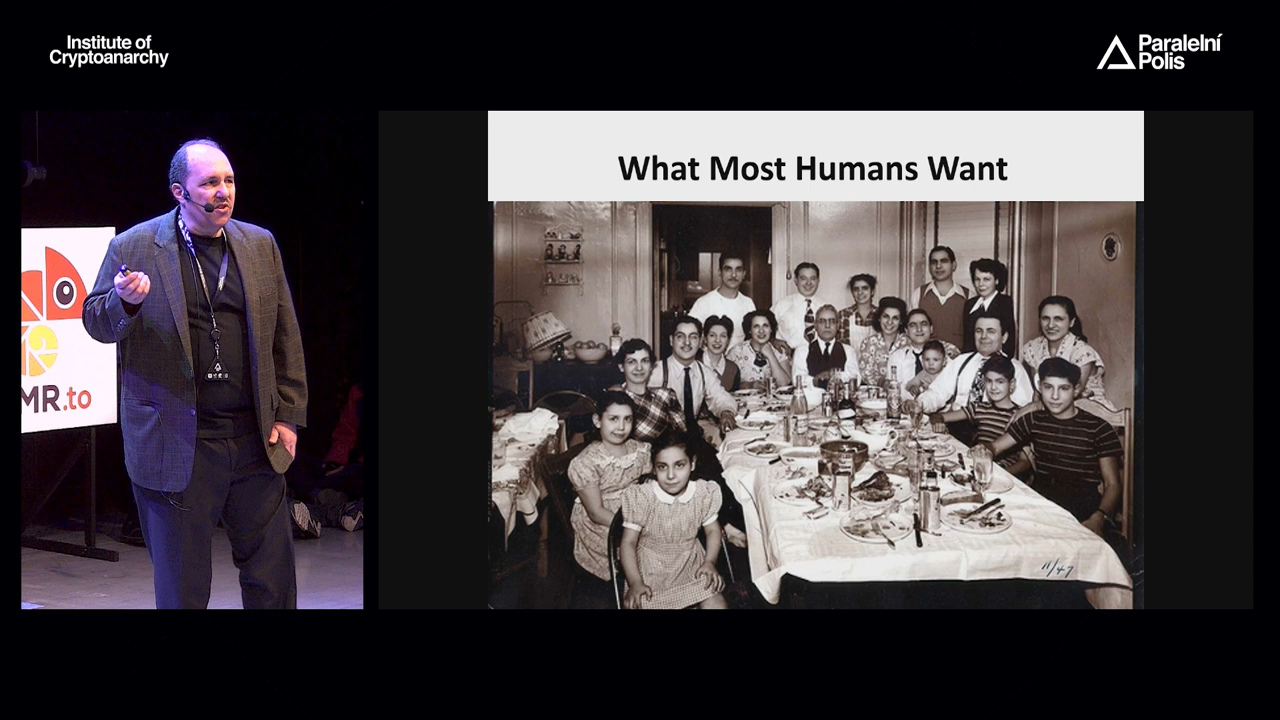 Institute of
Cryptoanarchy
Paralelní
Polis
What Most Humans Want
MR.to
11/47